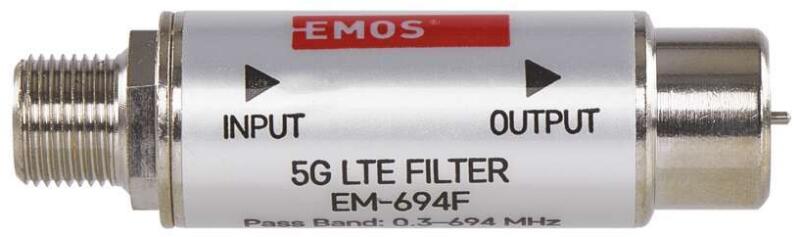 EMOS®
INPUT OUTPUT
5G LTE FILTER
EM-694F
Pass Band: 0.3–694 MHz